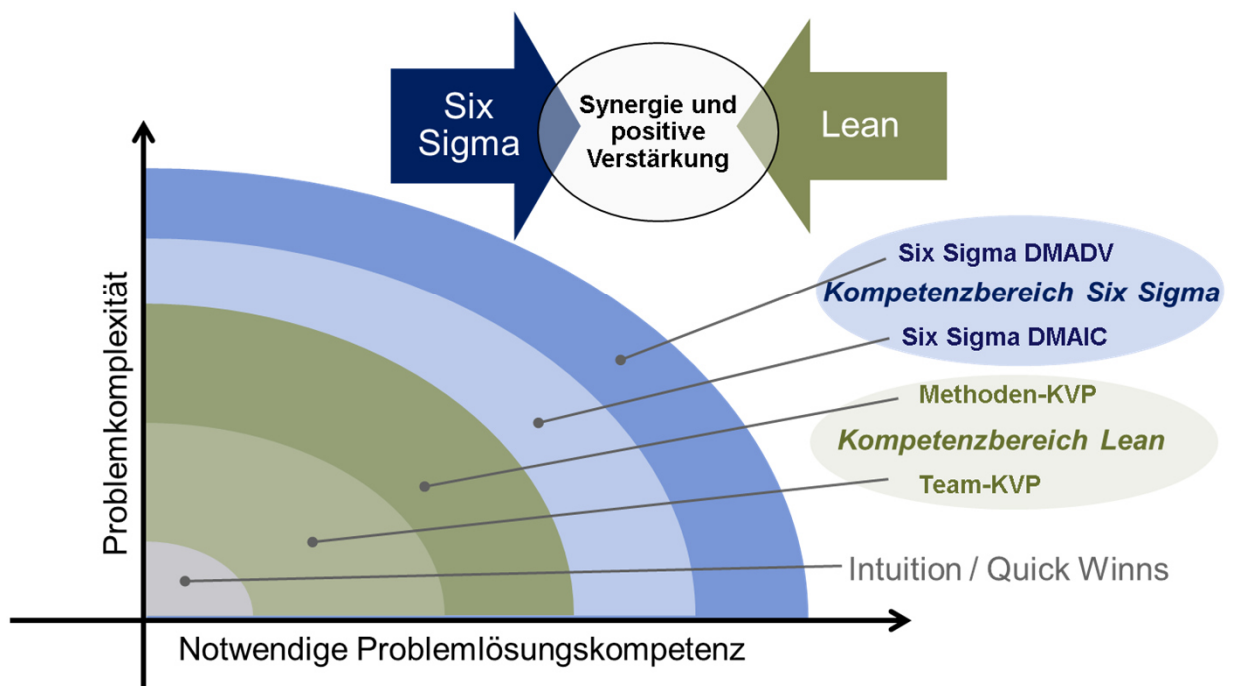 Six
Sigma
Synergie und
positive
Verstärkung
Lean
Problemkomplexität
Six Sigma DMADV
Kompetenzbereich Six Sigma
Six Sigma DMAIC
Methoden-KVP
Kompetenzbereich Lean
Team-KVP
Intuition / Quick Winns
Notwendige Problemlösungskompetenz